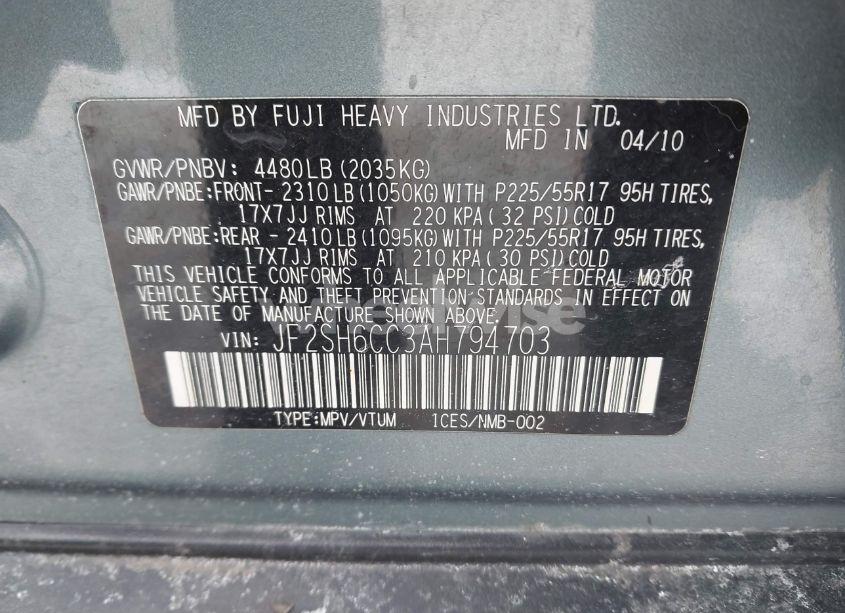 MFD BY FUJI HEAVY INDUSTRIES LTD.
MFD IN 04/10
GVWR/PNBV: 4480LB (2035KG)
GAWR/PNBE:FRONT- 2310 LB (1050KG) WITH P225/55R17 95H TIRES,
17X7JJ RIMS AT 220 KPA ( 32 PSI) COLD
GAWR/PNBE:REAR - 2410 LB (1095KG) WITH P225/55R17 95H TIRES,
17X7JJ RIMS AT 210 KPA ( 30 PSI) COLD
THIS VEHICLE CONFORMS TO ALL APPLICABLE FEDERAL MOTOR
VEHICLE SAFETY AND THEFT PREVENTION STANDARDS IN EFFECT ON
THE DATE OF MANUFACTURE SHOWN ABOVE.
VIN: JF2SH6CC3AH794703
TYPE:MPV/VTUM 1CES/NMB-002